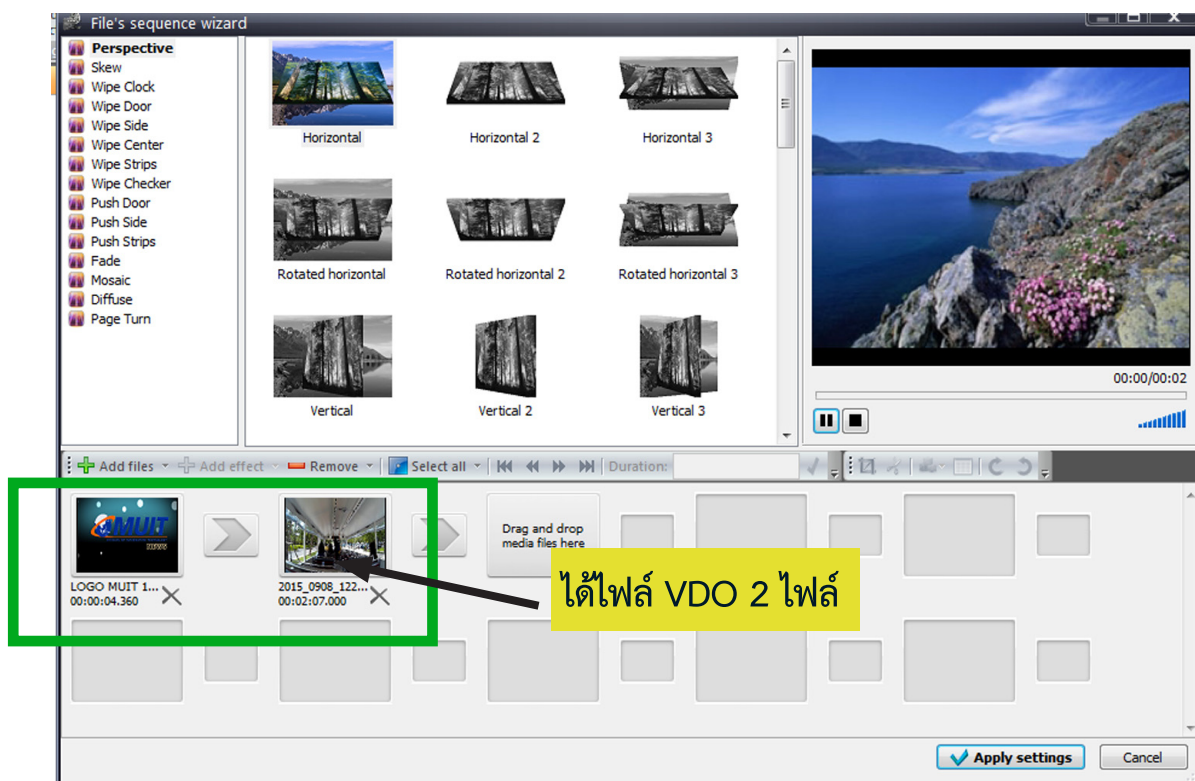 File's sequence wizard
Perspective
Skew
Wipe Clock
Wipe Door
Wipe Side
Wipe Center
Wipe Strips
Wipe Checker
Push Door
Push Side
Push Strips
Fade
Mosaic
Diffuse
Page Turn
Horizontal
Horizontal 2
Horizontal 3
Rotated horizontal
Rotated horizontal 2
Rotated horizontal 3
Vertical
Vertical 2
Vertical 3
00:00/00:02
Add files
Add effect
Remove
Select all
Duration:
MUIT
NEWS
LOGO MUIT 1...
00:00:04.360
2015_0908_122...
00:02:07.000
Drag and drop
media files here
ได้ไฟล์ VDO 2 ไฟล์
Apply settings
Cancel